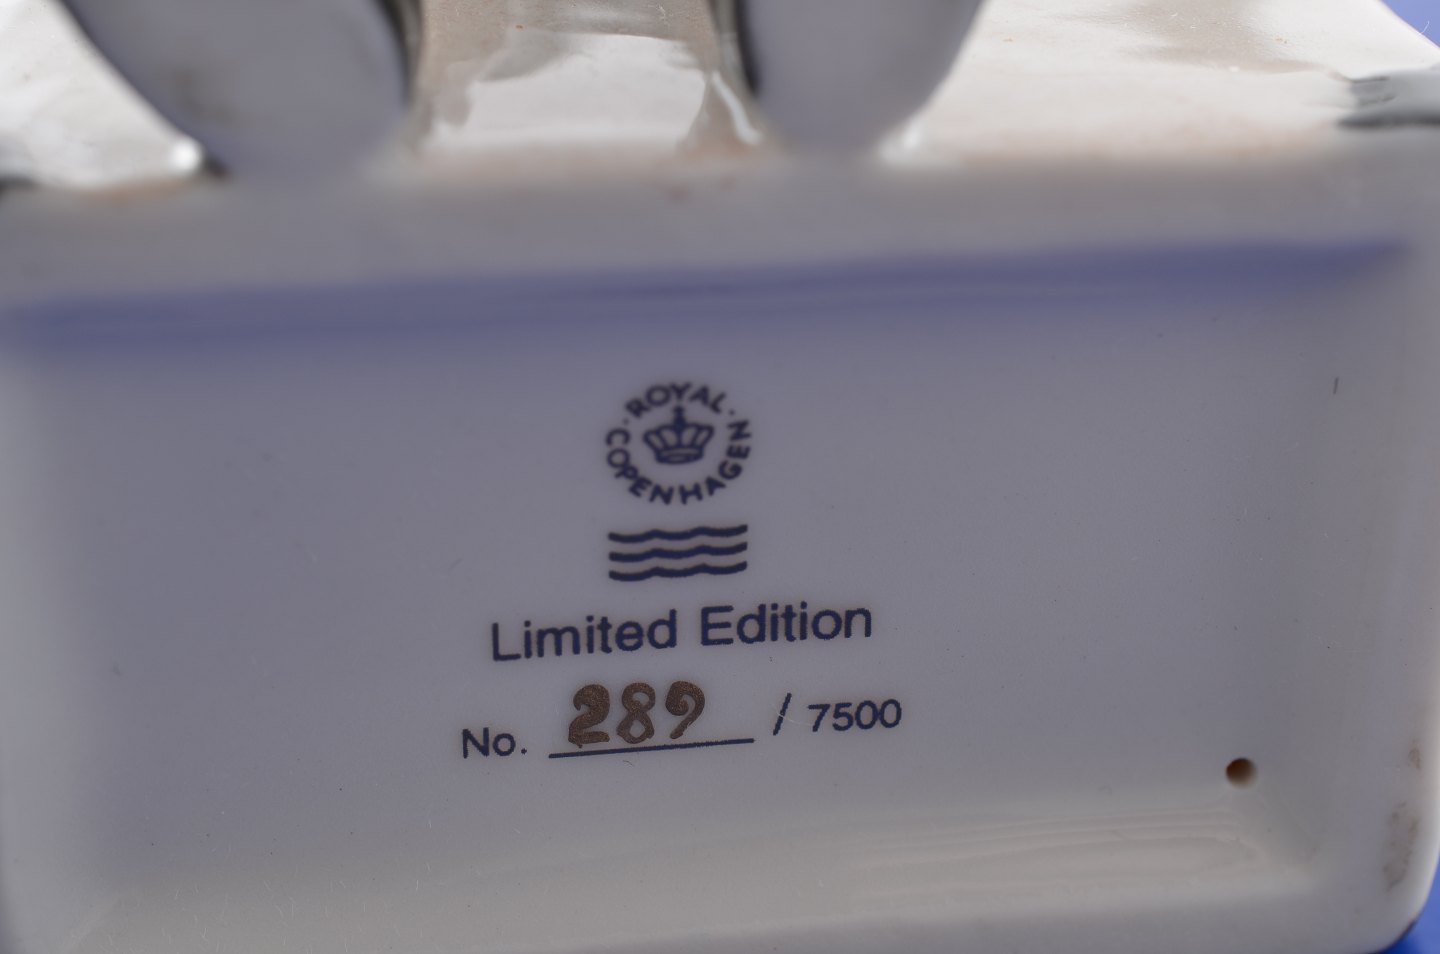 ROYAL
COPENHAGEN
Limited Edition
No. 289 / 7500